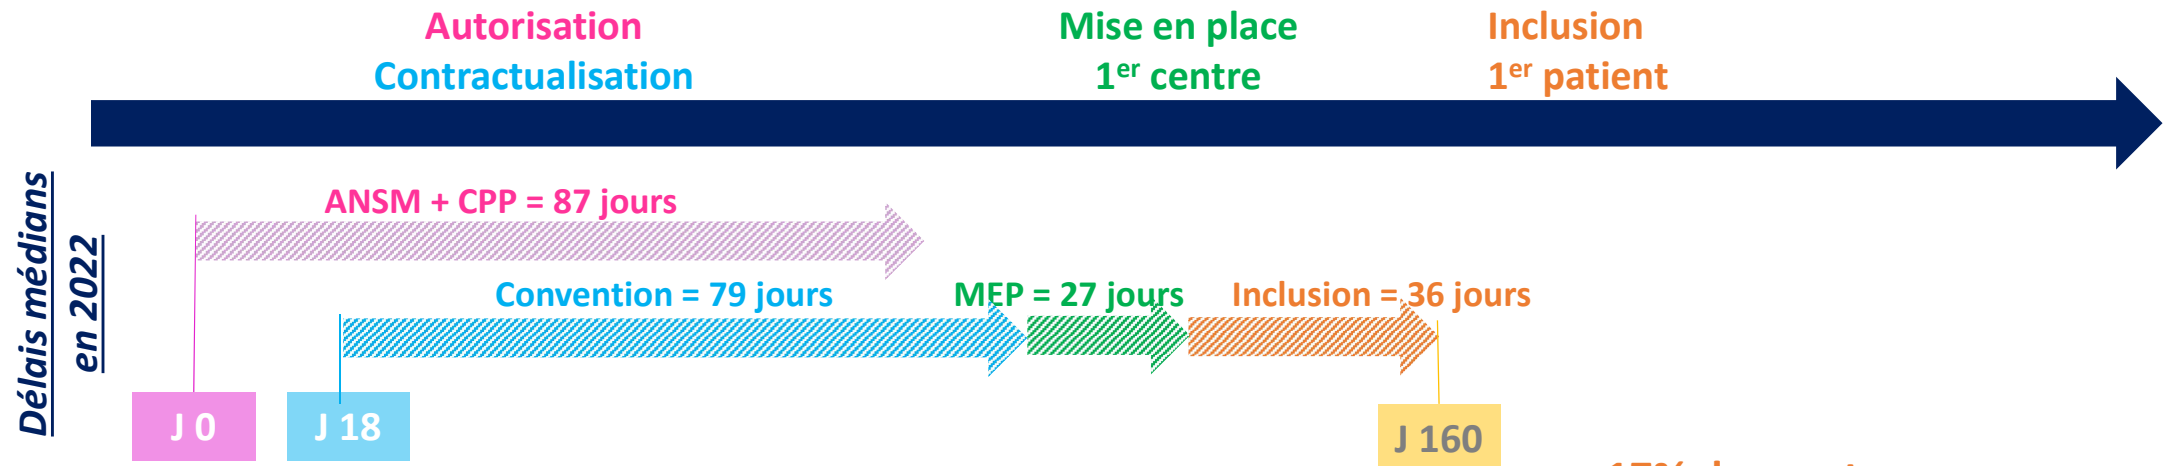 Autorisation
Contractualisation
Mise en place
1er centre
Inclusion
1er patient
Délais médians
en 2022
ANSM + CPP = 87 jours
Convention = 79 jours
MEP = 27 jours
Inclusion = 36 jours
J 0
J 18
J 160